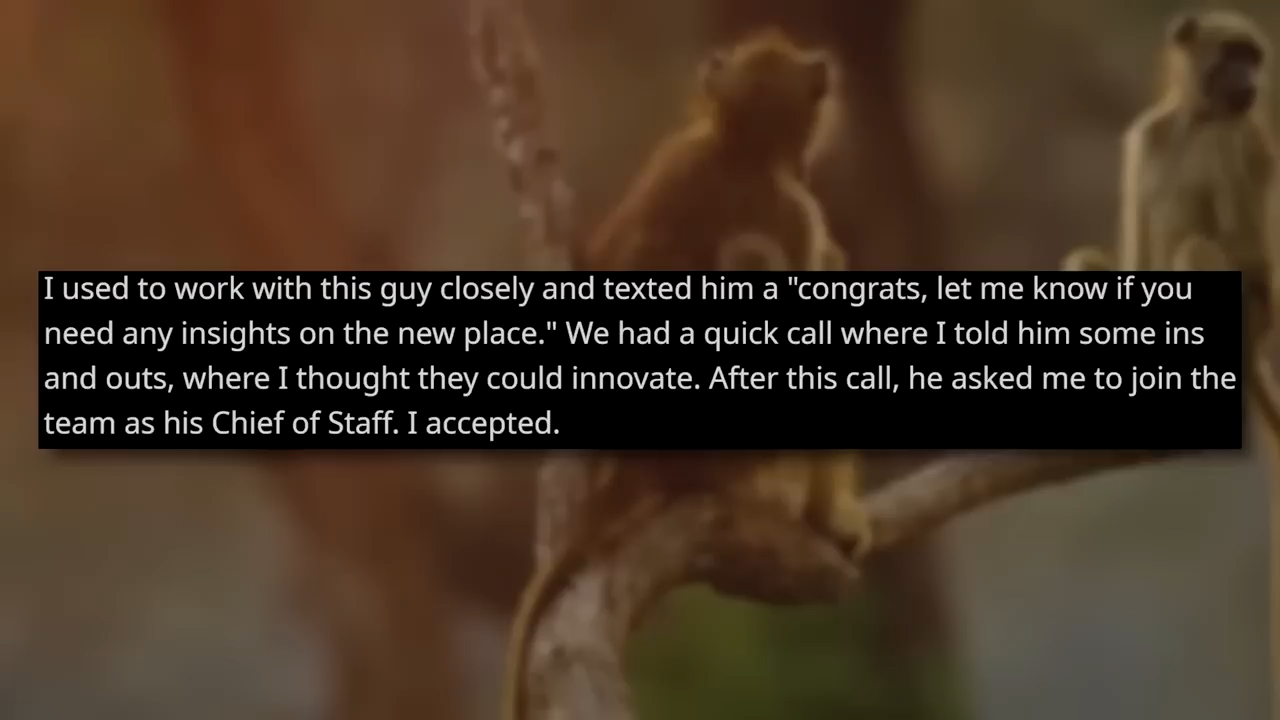 I used to work with this guy closely and texted him a "congrats, let me know if you
need any insights on the new place." We had a quick call where I told him some ins
and outs, where I thought they could innovate. After this call, he asked me to join the
team as his Chief of Staff. I accepted.